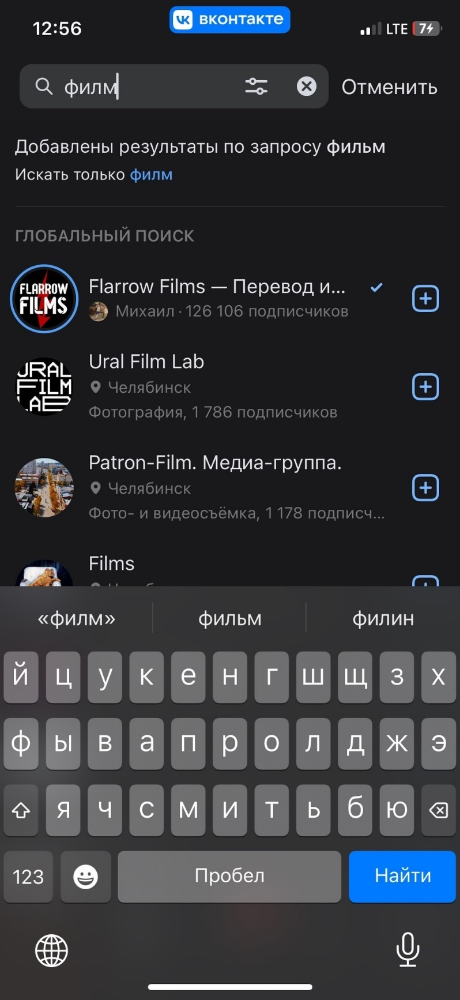 12:56
вконтакте
LTE
7
филм
Отменить
Добавлены результаты по запросу фильм
Искать только филм
ГЛОБАЛЬНЫЙ ПОИСК
FLARROW
FILMS
Flarrow Films — Перевод и...
Михаил · 126 106 подписчиков
URAL
FILM
LAB
Ural Film Lab
Челябинск
Фотография, 1 786 подписчиков
Patron-Film. Медиа-группа.
Челябинск
Фото- и видеосъёмка, 1 178 подписч...
Films
«филм» фильм филин
й ц у к е н г ш щ з х
ф ы в а п р о л д ж э
я ч с м и т ь б ю
123 Пробел Найти